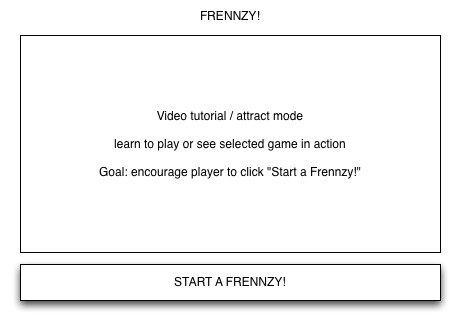 FRENNZY!
Video tutorial / attract mode
learn to play or see selected game in action
Goal: encourage player to click "Start a Frennzy!"
START A FRENNZY!